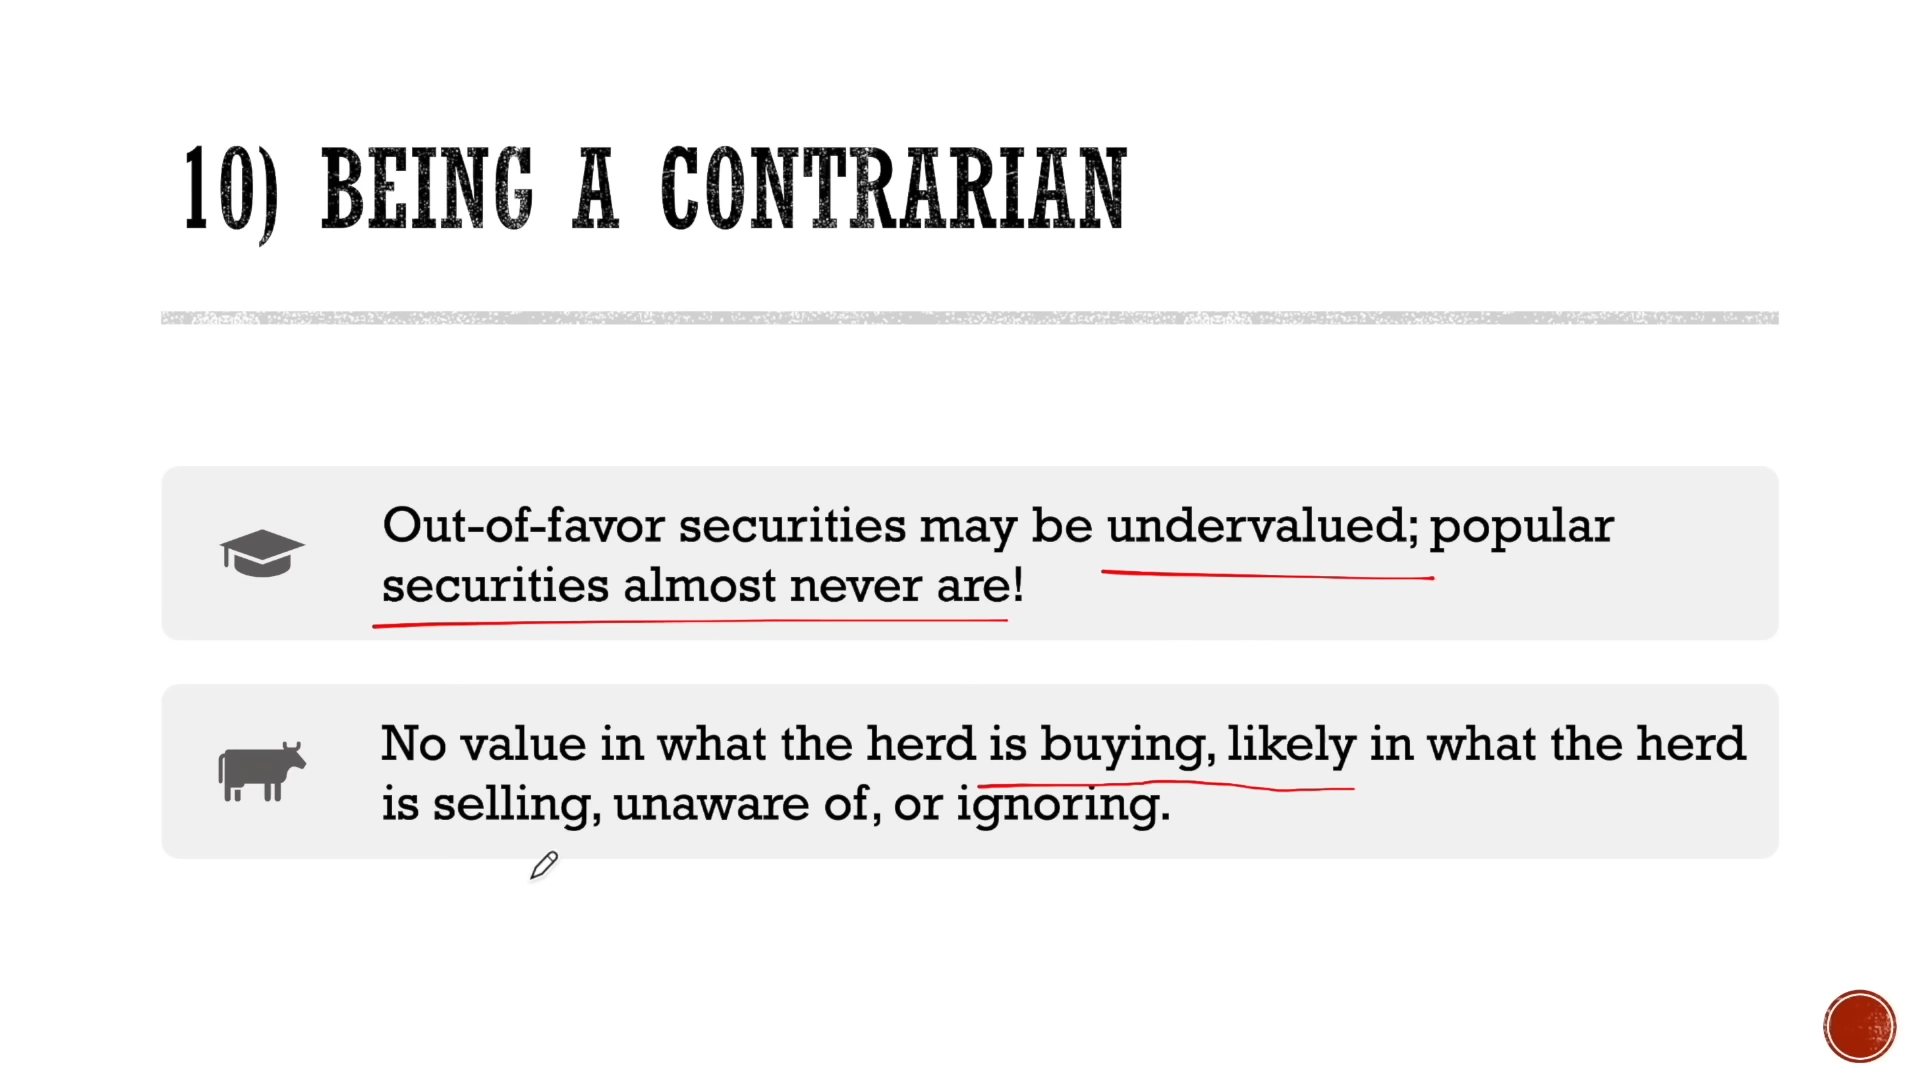 10) BEING A CONTRARIAN
Out-of-favor securities may be undervalued; popular
securities almost never are!
No value in what the herd is buying, likely in what the herd
is selling, unaware of, or ignoring.